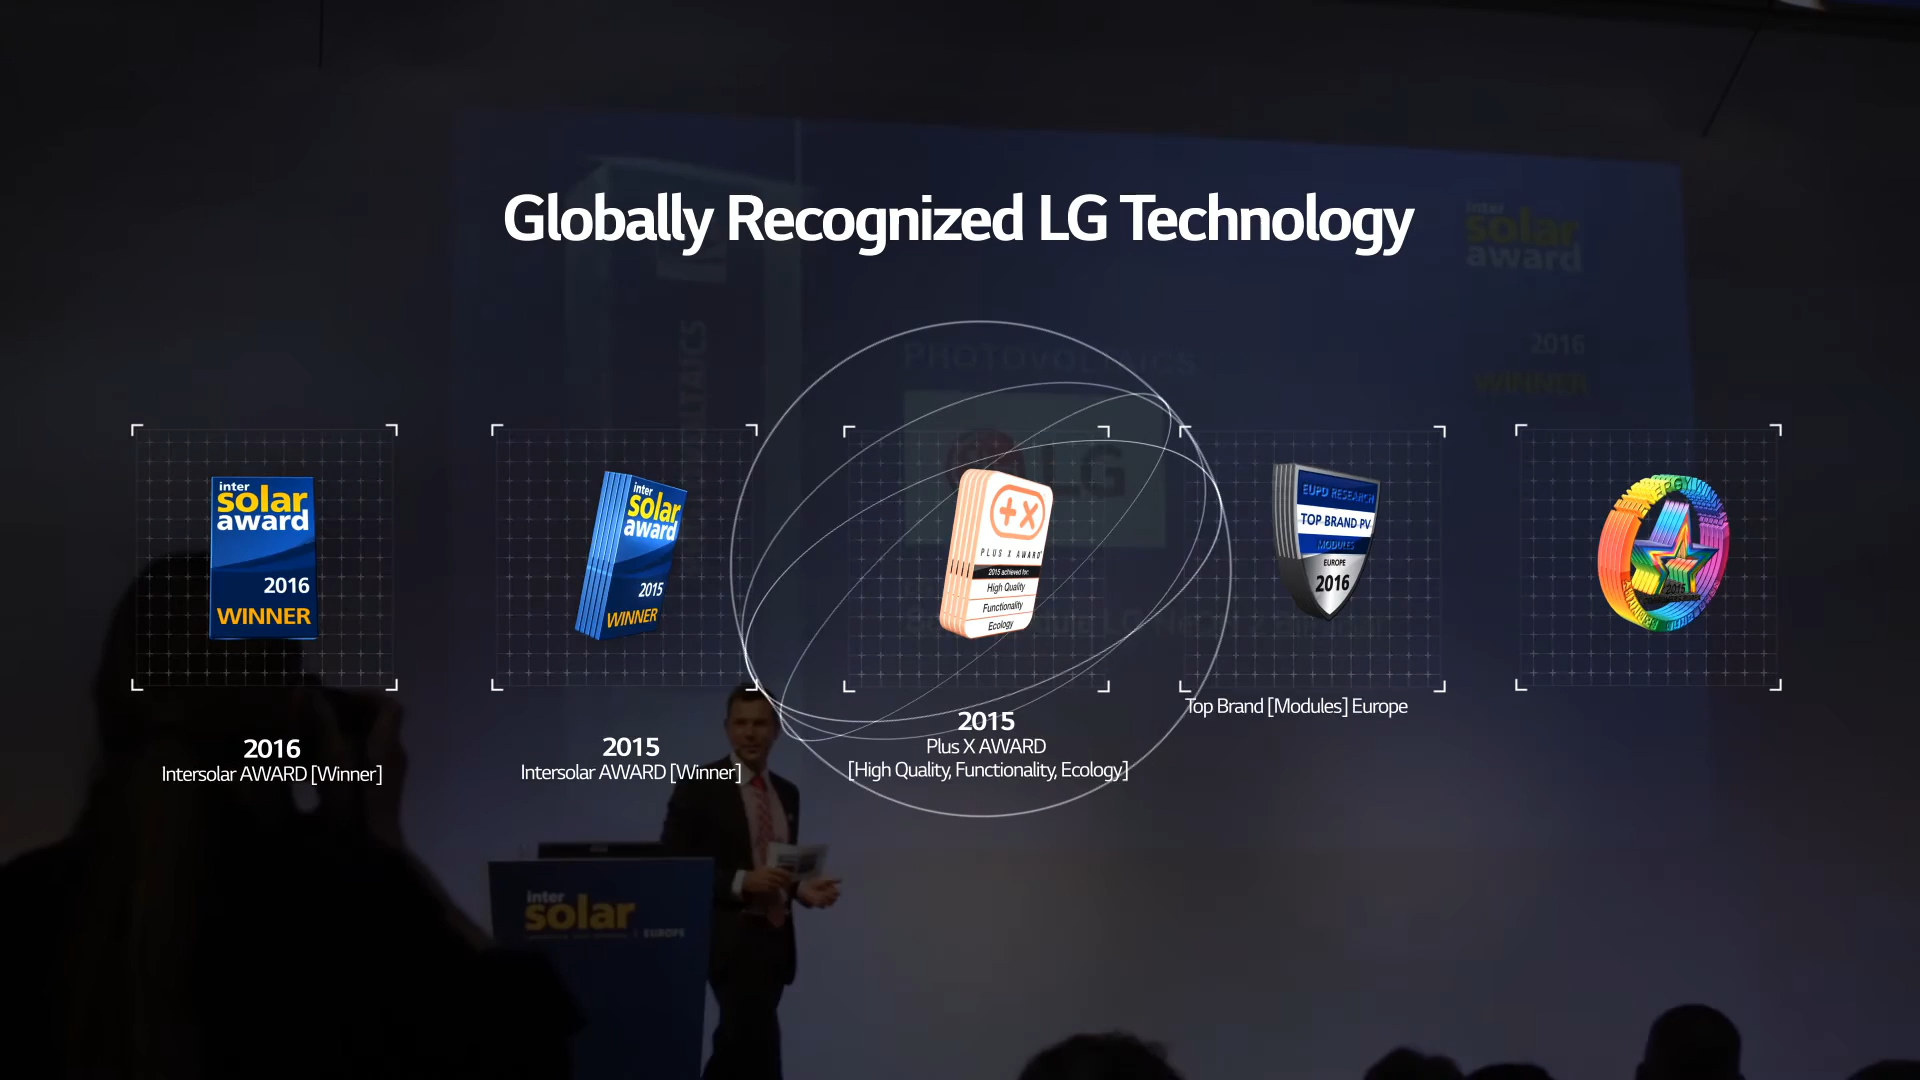 Globally Recognized LG Technology
inter
solar
award
2016
WINNER
PHOTOVOLTAICS
LG
inter
solar
award
2016
WINNER
inter
solar
award
2015
WINNER
+X
PLUS X AWARD
2015 achieved for:
High Quality
Functionality
Ecology
EUPD RESEARCH
TOP BRAND PV
MODULES
EUROPE
2016
2015
2016
Intersolar AWARD [Winner]
2015
Intersolar AWARD [Winner]
2015
Plus X AWARD
[High Quality, Functionality, Ecology]
Top Brand [Modules] Europe
inter
solar
EUROPE